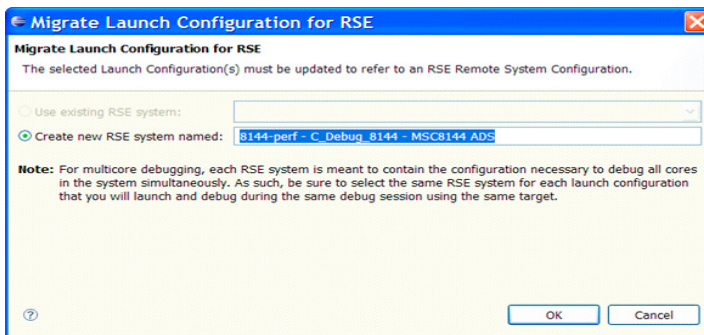 Migrate Launch Configuration for RSE
Migrate Launch Configuration for RSE
The selected Launch Configuration(s) must be updated to refer to an RSE Remote System Configuration.
Use existing RSE system:
Create new RSE system named: 8144-perf - C_Debug_8144 - MSC8144 ADS
Note: For multicore debugging, each RSE system is meant to contain the configuration necessary to debug all cores
in the system simultaneously. As such, be sure to select the same RSE system for each launch configuration
that you will launch and debug during the same debug session using the same target.
?
OK Cancel